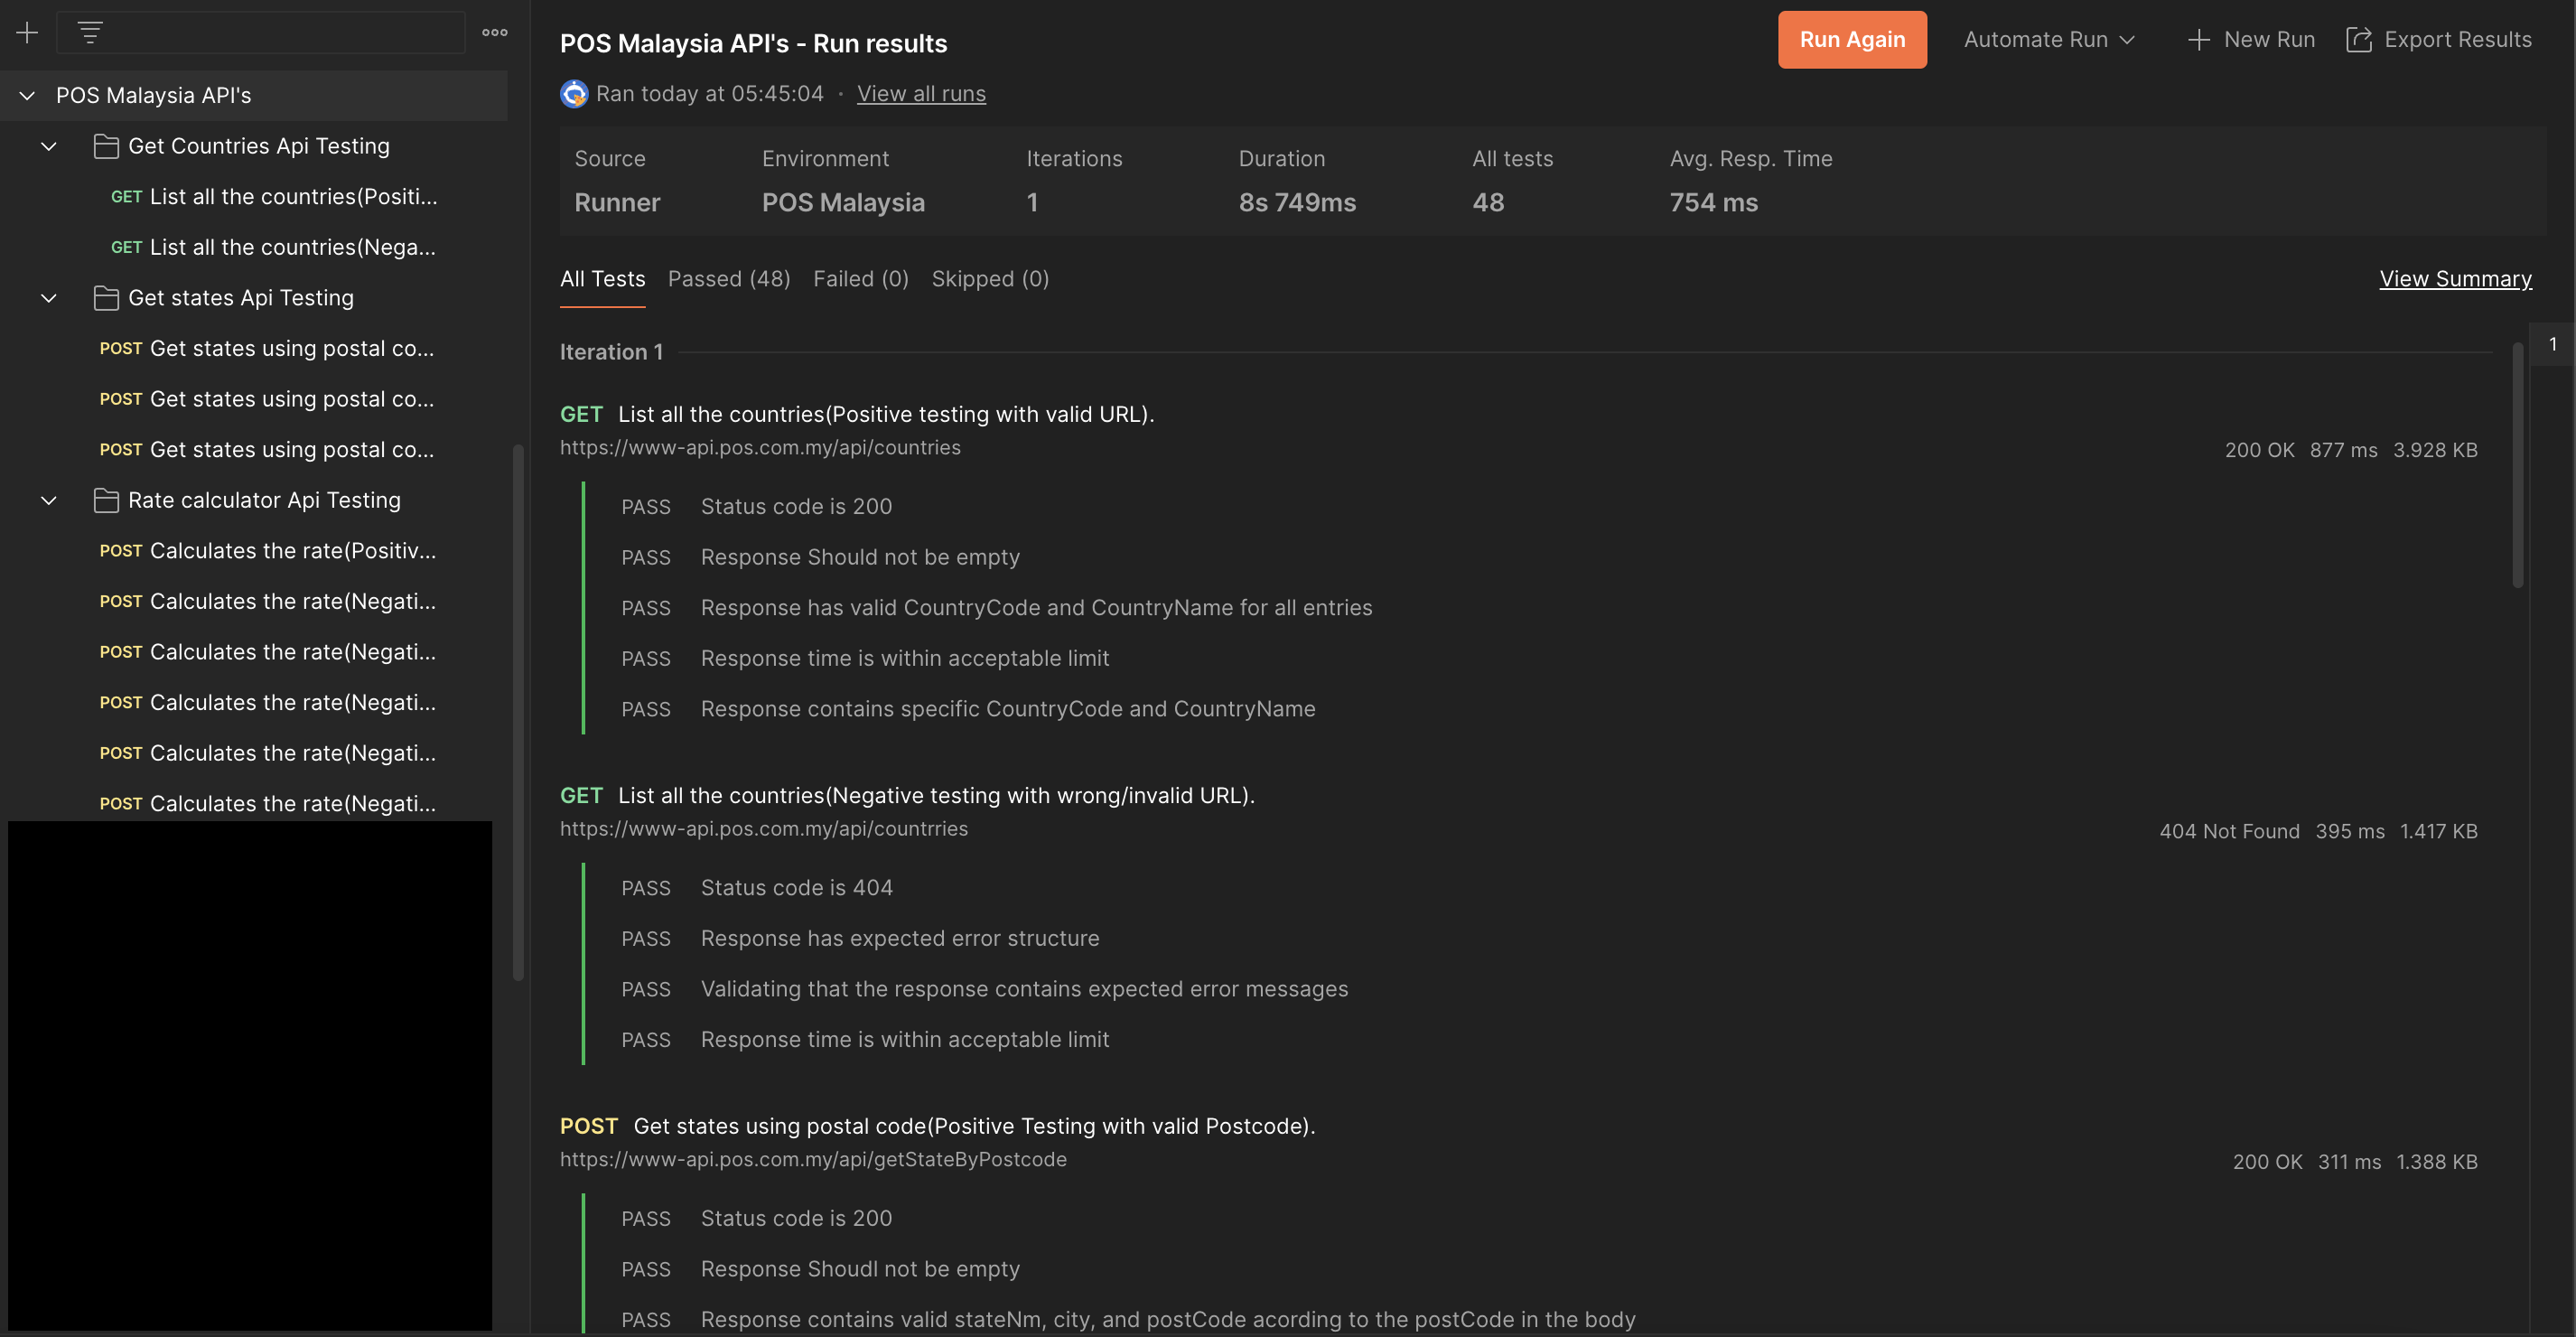 POS Malaysia API's
Get Countries Api Testing
GET List all the countries(Positi...
GET List all the countries(Nega...
Get states Api Testing
POST Get states using postal co...
POST Get states using postal co...
POST Get states using postal co...
Rate calculator Api Testing
POST Calculates the rate(Positiv...
POST Calculates the rate(Negati...
POST Calculates the rate(Negati...
POST Calculates the rate(Negati...
POST Calculates the rate(Negati...
POST Calculates the rate(Negati...
POS Malaysia API's - Run results
Run Again Automate Run New Run Export Results
Ran today at 05:45:04 · View all runs
Source Environment Iterations Duration All tests Avg. Resp. Time
Runner POS Malaysia 1 8s 749ms 48 754 ms
All Tests Passed (48) Failed (0) Skipped (0) View Summary
Iteration 1
1
GET List all the countries(Positive testing with valid URL).
https://www-api.pos.com.my/api/countries
200 OK 877 ms 3.928 KB
PASS Status code is 200
PASS Response Should not be empty
PASS Response has valid CountryCode and CountryName for all entries
PASS Response time is within acceptable limit
PASS Response contains specific CountryCode and CountryName
GET List all the countries(Negative testing with wrong/invalid URL).
https://www-api.pos.com.my/api/countrries
404 Not Found 395 ms 1.417 KB
PASS Status code is 404
PASS Response has expected error structure
PASS Validating that the response contains expected error messages
PASS Response time is within acceptable limit
POST Get states using postal code(Positive Testing with valid Postcode).
https://www-api.pos.com.my/api/getStateByPostcode
200 OK 311 ms 1.388 KB
PASS Status code is 200
PASS Response Shoudl not be empty
PASS Response contains valid stateNm, city, and postCode acording to the postCode in the body